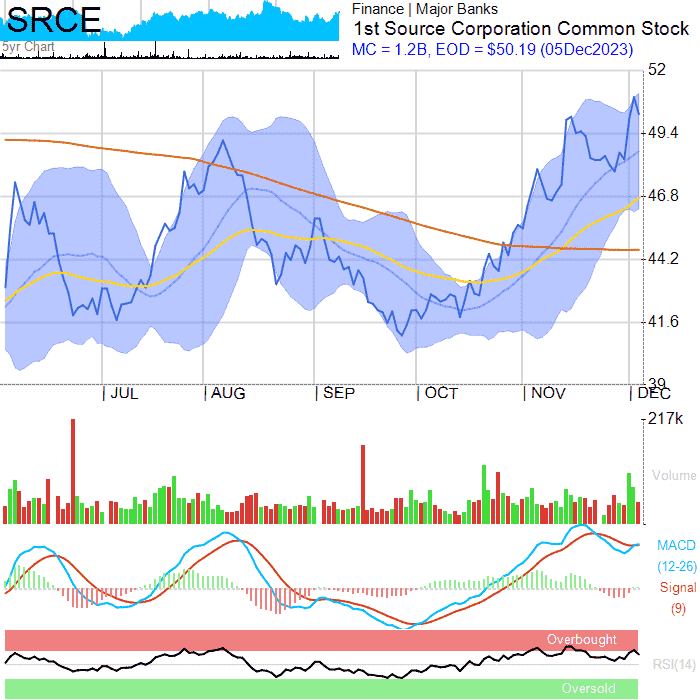 SRCE
5yr Chart
Finance | Major Banks
1st Source Corporation Common Stock
MC = 1.2B, EOD = $50.19 (05Dec2023)
52
49.4
46.8
44.2
41.6
39
JUL
AUG
SEP
OCT
NOV
DEC
217k
Volume
MACD
(12-26)
Signal
(9)
Overbought
RSI(14)
Oversold